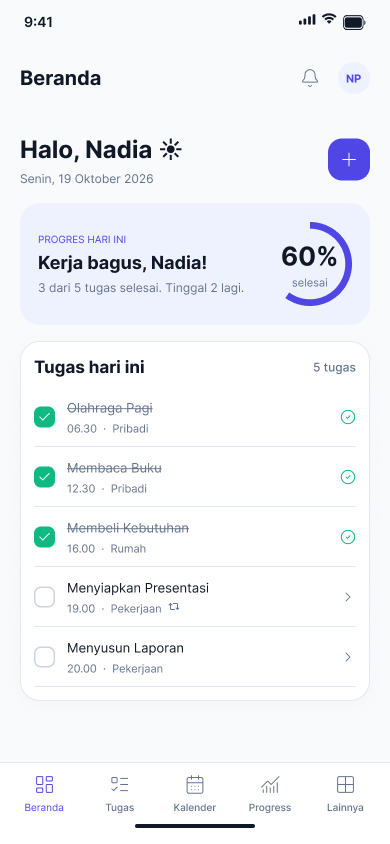 9:41
Beranda
NP
Halo, Nadia
Senin, 19 Oktober 2026
PROGRES HARI INI
Kerja bagus, Nadia!
3 dari 5 tugas selesai. Tinggal 2 lagi.
60%
selesai
Tugas hari ini
5 tugas
Olahraga Pagi
06.30 · Pribadi
Membaca Buku
12.30 · Pribadi
Membeli Kebutuhan
16.00 · Rumah
Menyiapkan Presentasi
19.00 · Pekerjaan
Menyusun Laporan
20.00 · Pekerjaan
Beranda
Tugas
Kalender
Progress
Lainnya